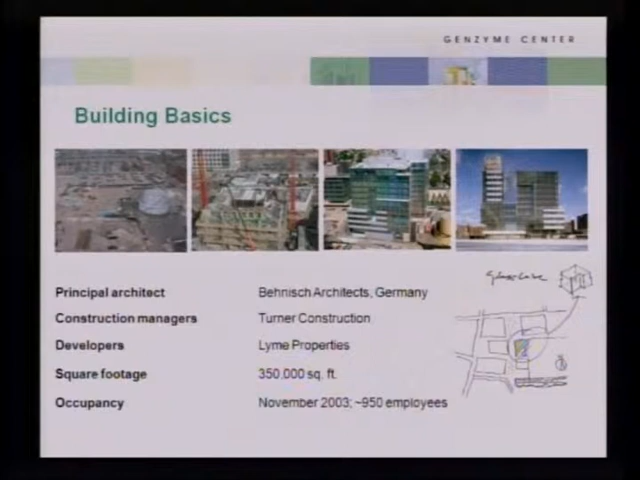 GENZYME CENTER
Building Basics
Principal architect Behnisch Architects, Germany
Construction managers Turner Construction
Developers Lyme Properties
Square footage 350,000 sq. ft.
Occupancy November 2003; ~950 employees